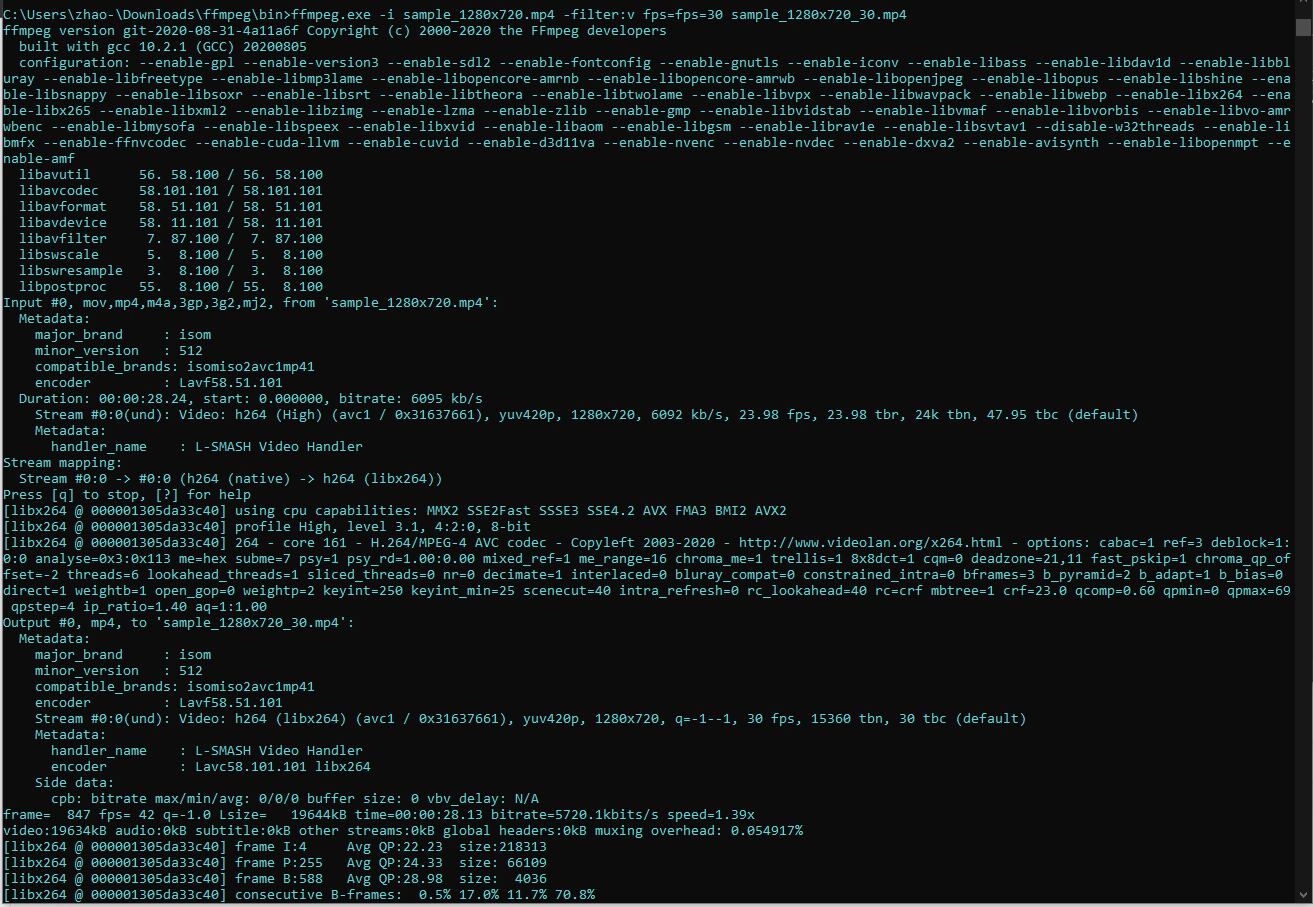 C:\Users\zhao-\Downloads\ffmpeg\bin>ffmpeg.exe -i sample_1280x720.mp4 -filter:v fps=fps=30 sample_1280x720_30.mp4
ffmpeg version git-2020-08-31-4a11a6f Copyright (c) 2000-2020 the FFmpeg developers
  built with gcc 10.2.1 (GCC) 20200805
  configuration: --enable-gpl --enable-version3 --enable-sdl2 --enable-fontconfig --enable-gnutls --enable-iconv --enable-libass --enable-libdav1d --enable-libbl
uray --enable-libfreetype --enable-libmp3lame --enable-libopencore-amrnb --enable-libopencore-amrwb --enable-libopenjpeg --enable-libopus --enable-libshine --ena
ble-libsnappy --enable-libsoxr --enable-libsrt --enable-libtheora --enable-libtwolame --enable-libvpx --enable-libwavpack --enable-libwebp --enable-libx264 --ena
ble-libx265 --enable-libxml2 --enable-libzimg --enable-lzma --enable-zlib --enable-gmp --enable-libvidstab --enable-libvmaf --enable-libvorbis --enable-libvo-amr
wbenc --enable-libmysofa --enable-libspeex --enable-libxvid --enable-libaom --enable-libgsm --enable-librav1e --enable-libsvtav1 --disable-w32threads --enable-li
bmfx --enable-ffnvcodec --enable-cuda-llvm --enable-cuvid --enable-d3d11va --enable-nvenc --enable-nvdec --enable-dxva2 --enable-avisynth --enable-libopenmpt --e
nable-amf
  libavutil      56. 58.100 / 56. 58.100
  libavcodec     58.101.101 / 58.101.101
  libavformat    58. 51.101 / 58. 51.101
  libavdevice    58. 11.101 / 58. 11.101
  libavfilter     7. 87.100 /  7. 87.100
  libswscale      5.  8.100 /  5.  8.100
  libswresample   3.  8.100 /  3.  8.100
  libpostproc    55.  8.100 / 55.  8.100
Input #0, mov,mp4,m4a,3gp,3g2,mj2, from 'sample_1280x720.mp4':
  Metadata:
    major_brand     : isom
    minor_version   : 512
    compatible_brands: isomiso2avc1mp41
    encoder         : Lavf58.51.101
  Duration: 00:00:28.24, start: 0.000000, bitrate: 6095 kb/s
    Stream #0:0(und): Video: h264 (High) (avc1 / 0x31637661), yuv420p, 1280x720, 6092 kb/s, 23.98 fps, 23.98 tbr, 24k tbn, 47.95 tbc (default)
    Metadata:
      handler_name    : L-SMASH Video Handler
Stream mapping:
  Stream #0:0 -> #0:0 (h264 (native) -> h264 (libx264))
Press [q] to stop, [?] for help
[libx264 @ 000001305da33c40] using cpu capabilities: MMX2 SSE2Fast SSSE3 SSE4.2 AVX FMA3 BMI2 AVX2
[libx264 @ 000001305da33c40] profile High, level 3.1, 4:2:0, 8-bit
[libx264 @ 000001305da33c40] 264 - core 161 - H.264/MPEG-4 AVC codec - Copyleft 2003-2020 - http://www.videolan.org/x264.html - options: cabac=1 ref=3 deblock=1:
0:0 analyse=0x3:0x113 me=hex subme=7 psy=1 psy_rd=1.00:0.00 mixed_ref=1 me_range=16 chroma_me=1 trellis=1 8x8dct=1 cqm=0 deadzone=21,11 fast_pskip=1 chroma_qp_of
fset=-2 threads=6 lookahead_threads=1 sliced_threads=0 nr=0 decimate=1 interlaced=0 bluray_compat=0 constrained_intra=0 bframes=3 b_pyramid=2 b_adapt=1 b_bias=0
direct=1 weightb=1 open_gop=0 weightp=2 keyint=250 keyint_min=25 scenecut=40 intra_refresh=0 rc_lookahead=40 rc=crf mbtree=1 crf=23.0 qcomp=0.60 qpmin=0 qpmax=69
 qpstep=4 ip_ratio=1.40 aq=1:1.00
Output #0, mp4, to 'sample_1280x720_30.mp4':
  Metadata:
    major_brand     : isom
    minor_version   : 512
    compatible_brands: isomiso2avc1mp41
    encoder         : Lavf58.51.101
    Stream #0:0(und): Video: h264 (libx264) (avc1 / 0x31637661), yuv420p, 1280x720, q=-1--1, 30 fps, 15360 tbn, 30 tbc (default)
    Metadata:
      handler_name    : L-SMASH Video Handler
      encoder         : Lavc58.101.101 libx264
    Side data:
      cpb: bitrate max/min/avg: 0/0/0 buffer size: 0 vbv_delay: N/A
frame=  847 fps= 42 q=-1.0 Lsize=   19644kB time=00:00:28.13 bitrate=5720.1kbits/s speed=1.39x
video:19634kB audio:0kB subtitle:0kB other streams:0kB global headers:0kB muxing overhead: 0.054917%
[libx264 @ 000001305da33c40] frame I:4     Avg QP:22.23  size:218313
[libx264 @ 000001305da33c40] frame P:255   Avg QP:24.33  size: 66109
[libx264 @ 000001305da33c40] frame B:588   Avg QP:28.98  size:  4036
[libx264 @ 000001305da33c40] consecutive B-frames:  0.5% 17.0% 11.7% 70.8%